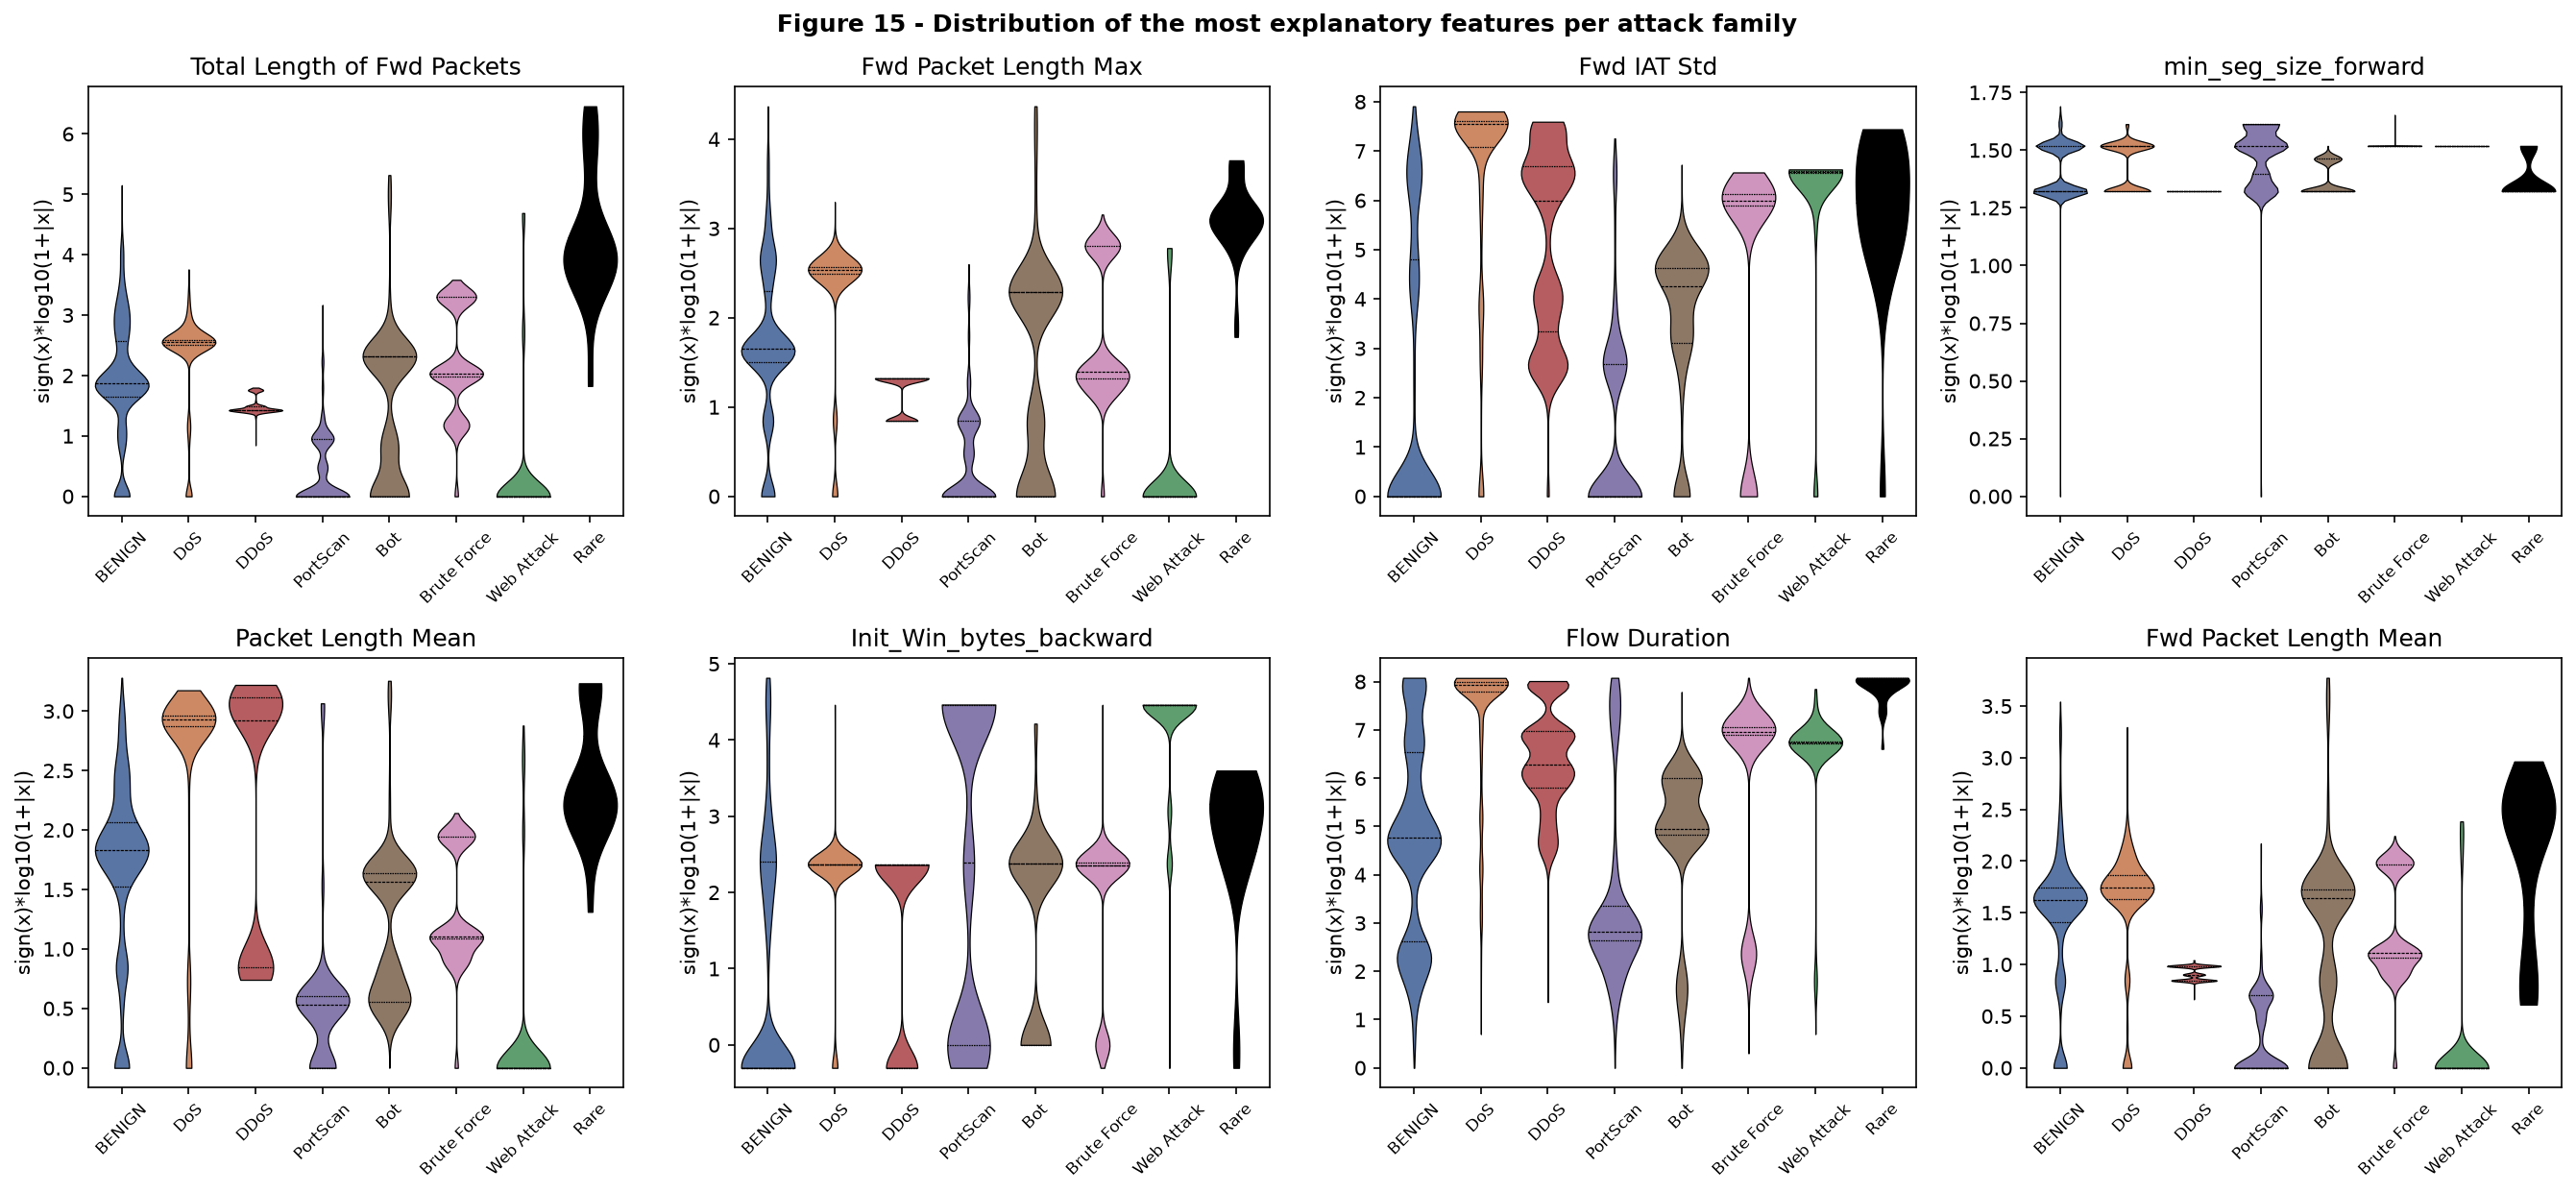 Figure 15 - Distribution of the most explanatory features per attack family
Total Length of Fwd Packets
sign(x)*log10(1+|x|)
6
5
4
3
2
1
0
BENIGN
DoS
DDoS
PortScan
Bot
Brute Force
Web Attack
Rare
Fwd Packet Length Max
sign(x)*log10(1+|x|)
4
3
2
1
0
BENIGN
DoS
DDoS
PortScan
Bot
Brute Force
Web Attack
Rare
Fwd IAT Std
sign(x)*log10(1+|x|)
8
7
6
5
4
3
2
1
0
BENIGN
DoS
DDoS
PortScan
Bot
Brute Force
Web Attack
Rare
min_seg_size_forward
sign(x)*log10(1+|x|)
1.75
1.50
1.25
1.00
0.75
0.50
0.25
0.00
BENIGN
DoS
DDoS
PortScan
Bot
Brute Force
Web Attack
Rare
Packet Length Mean
sign(x)*log10(1+|x|)
3.0
2.5
2.0
1.5
1.0
0.5
0.0
BENIGN
DoS
DDoS
PortScan
Bot
Brute Force
Web Attack
Rare
Init_Win_bytes_backward
sign(x)*log10(1+|x|)
5
4
3
2
1
0
BENIGN
DoS
DDoS
PortScan
Bot
Brute Force
Web Attack
Rare
Flow Duration
sign(x)*log10(1+|x|)
8
7
6
5
4
3
2
1
0
BENIGN
DoS
DDoS
PortScan
Bot
Brute Force
Web Attack
Rare
Fwd Packet Length Mean
sign(x)*log10(1+|x|)
3.5
3.0
2.5
2.0
1.5
1.0
0.5
0.0
BENIGN
DoS
DDoS
PortScan
Bot
Brute Force
Web Attack
Rare